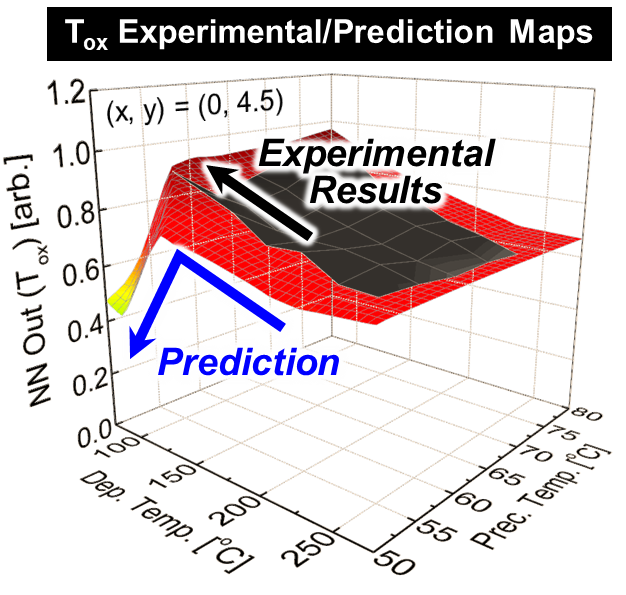 Tox Experimental/Prediction Maps
(x, y) = (0, 4.5)
Experimental
Results
Prediction
NN Out (Tox) [arb.]
1.2
1.0
0.8
0.6
0.4
0.2
0.0
100
150
200
250
Dep. Temp. [°C]
50
55
60
65
70
75
80
Prec. Temp. [°C]